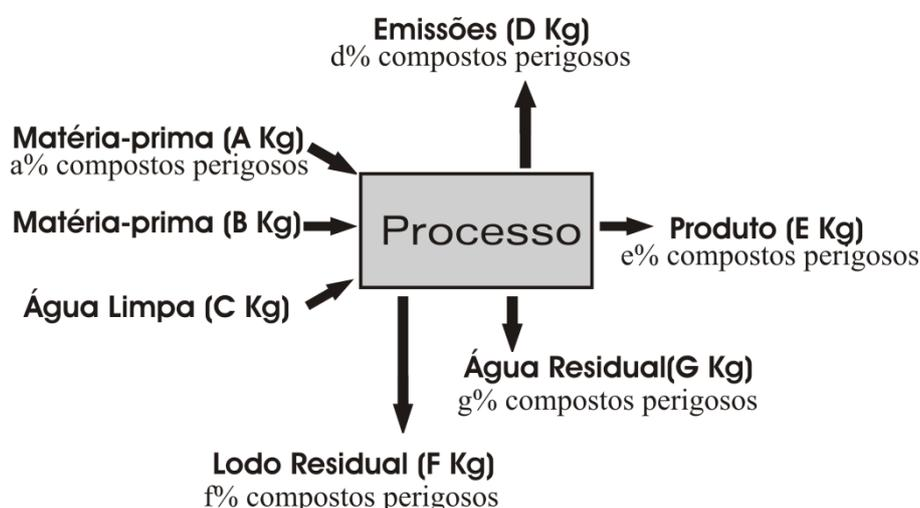 Emissões (D Kg)
d% compostos perigosos
Matéria-prima (A Kg)
a% compostos perigosos
Matéria-prima (B Kg)
Processo
Produto (E Kg)
e% compostos perigosos
Água Limpa (C Kg)
Água Residual(G Kg)
g% compostos perigosos
Lodo Residual (F Kg)
f% compostos perigosos